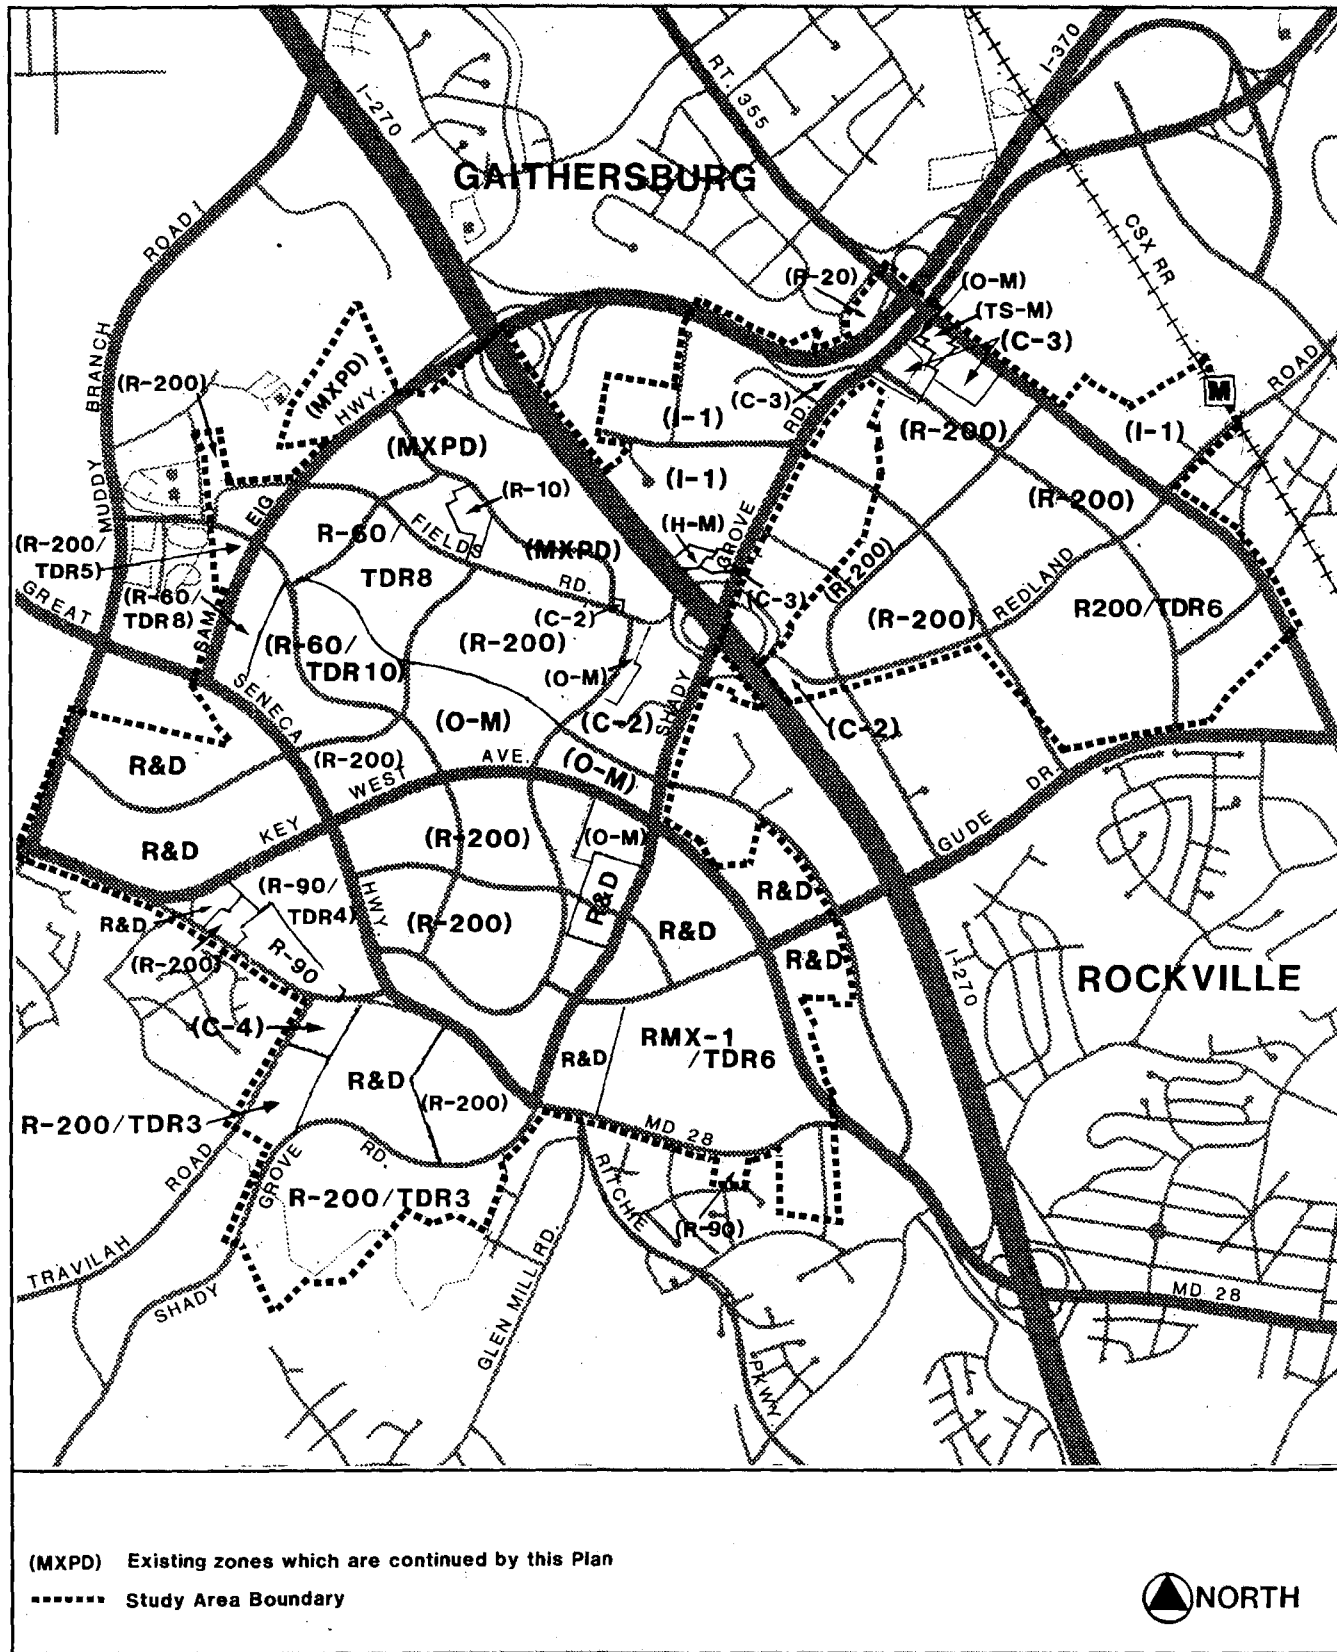 I-270
RT. 355
I-370
GAITHERSBURG
CSX RR
ROAD
(R-20)
(O-M)
(TS-M)
(C-3)
MUDDY BRANCH
(R-200)
(MXPD)
HWY.
(C-3)
RD.
(I-1)
(R-200)
(I-1)
M
ROAD
(MXPD)
(I-1)
(R-10)
(R-200)
EIG
R-60/
TDR8
FIELDS
RD.
(MXPD)
(H-M)
GROVE
(R-200/
TDR5)
GREAT
(R-60/
TDR8)
SAM
(C-2)
(C-3)
(R-200)
(R-200)
REDLAND
R200/TDR6
(R-60/
TDR10)
(R-200)
(O-M)
SHADY
SENECA
(O-M)
(C-2)
(C-2)
R&D
(R-200)
WEST
AVE.
(O-M)
DR.
GUDE
R&D
KEY
(R-200)
(O-M)
R&D
(R-90/
TDR4)
HWY.
R&D
R&D
(R-200)
R&D
R&D
(R-200)
R-90
I-270
ROCKVILLE
(C-4)
RMX-1
/TDR6
R&D
R&D
(R-200)
R-200/TDR3
MD 28
ROAD
GROVE
RD.
RITCHIE
R-200/TDR3
(R-90)
TRAVILAH
SHADY
GLEN MILL RD.
MD 28
PKWY.
(MXPD) Existing zones which are continued by this Plan
Study Area Boundary
NORTH